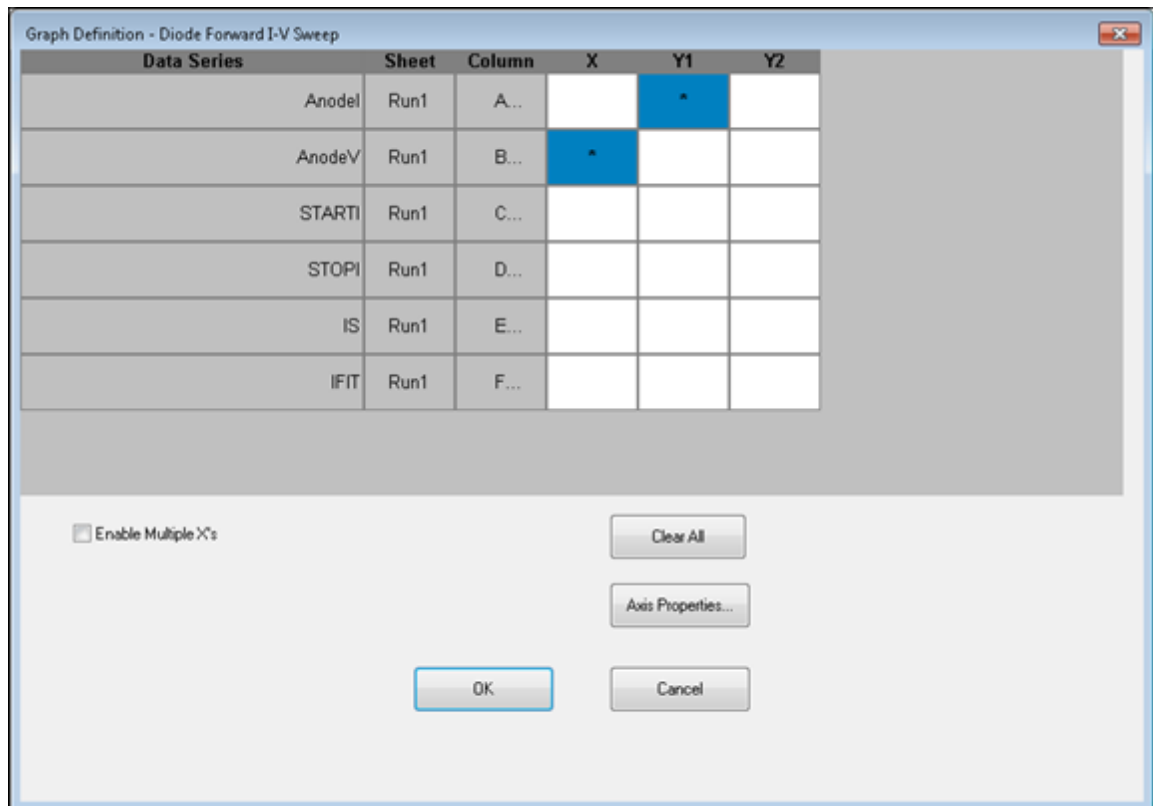 Graph Definition - Diode Forward I-V Sweep
Data Series Sheet Column X Y1 Y2
AnodeI Run1 A... *
AnodeV Run1 B... *
STARTI Run1 C...
STOPI Run1 D...
IS Run1 E...
IFIT Run1 F...
Enable Multiple X's Clear All
Axis Properties...
OK Cancel